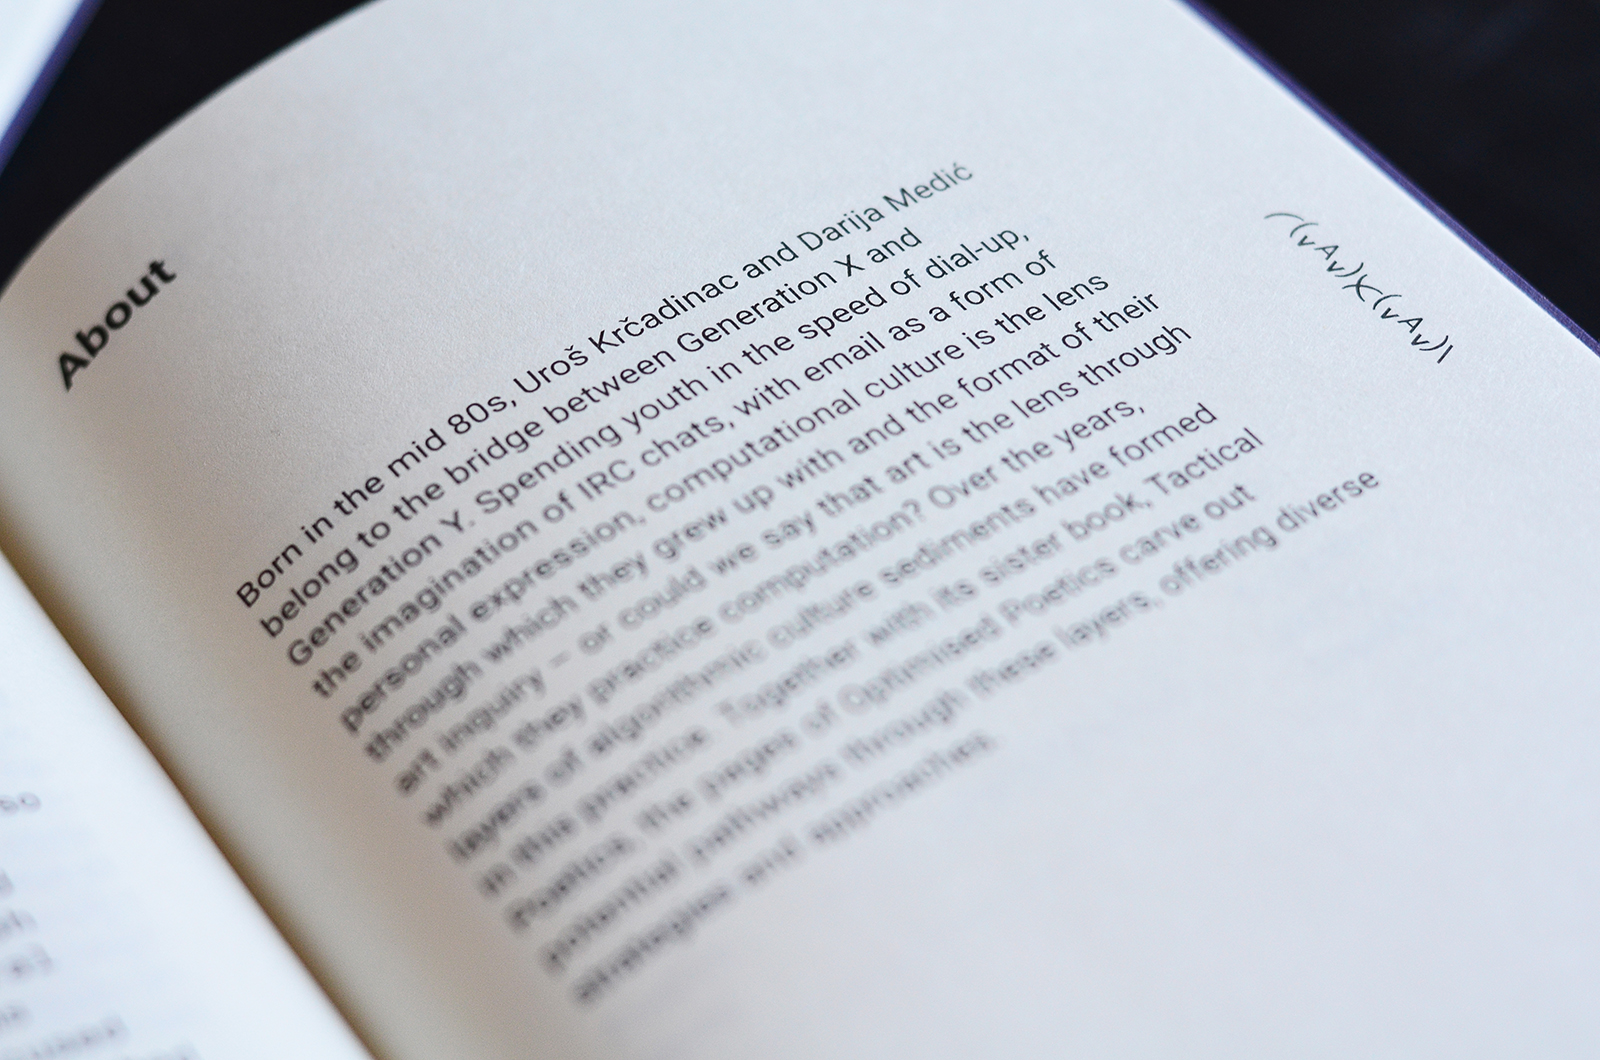 About
Born in the mid 80s, Uroš Krčadinac and Darija Medić
belong to the bridge between Generation X and
Generation Y. Spending youth in the speed of dial-up,
the imagination of IRC chats, with email as a form of
personal expression, computational culture is the lens
through which they grew up with and the format of their
art inquiry – or could we say that art is the lens through
which they practice computation? Over the years,
layers of algorithmic culture sediments have formed
in this practice. Together with its sister book, Tactical
Poetics, the pages of Optimised Poetics carve out
potential pathways through these layers, offering diverse
strategies and approaches.
so